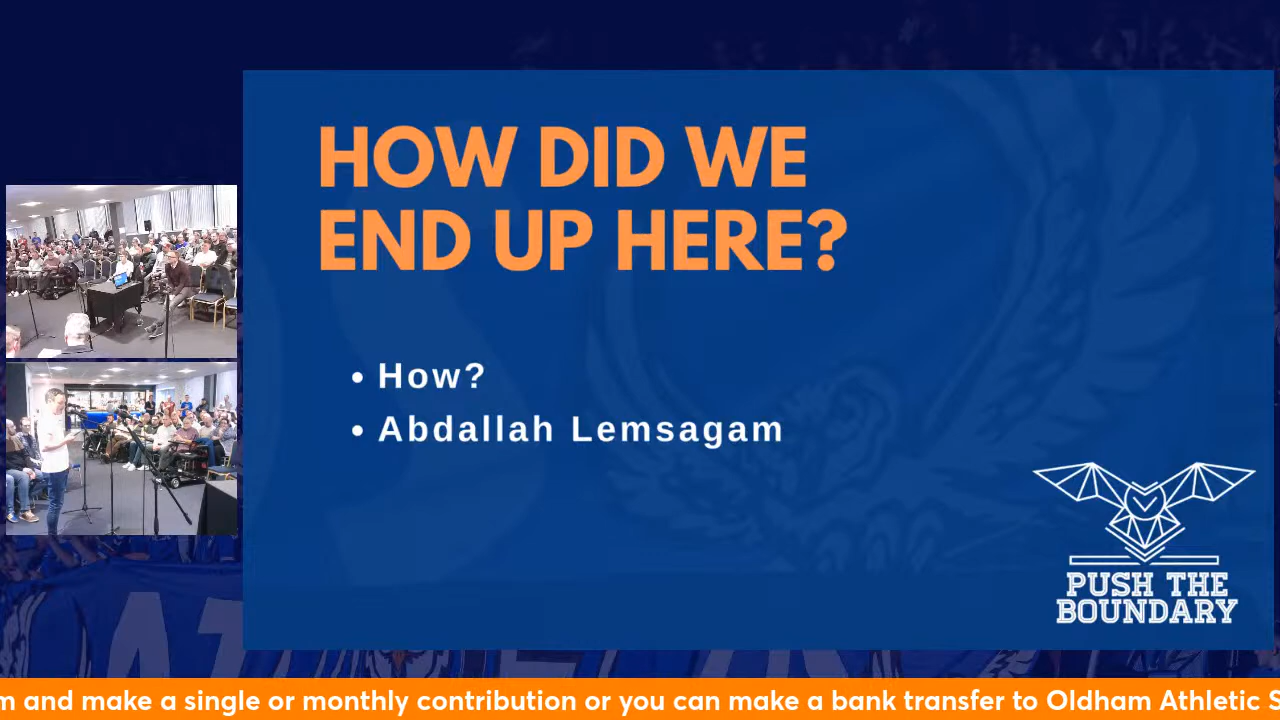 HOW DID WE
END UP HERE?
• How?
• Abdallah Lemsagam
PUSH THE
BOUNDARY
m and make a single or monthly contribution or you can make a bank transfer to Oldham Athletic S